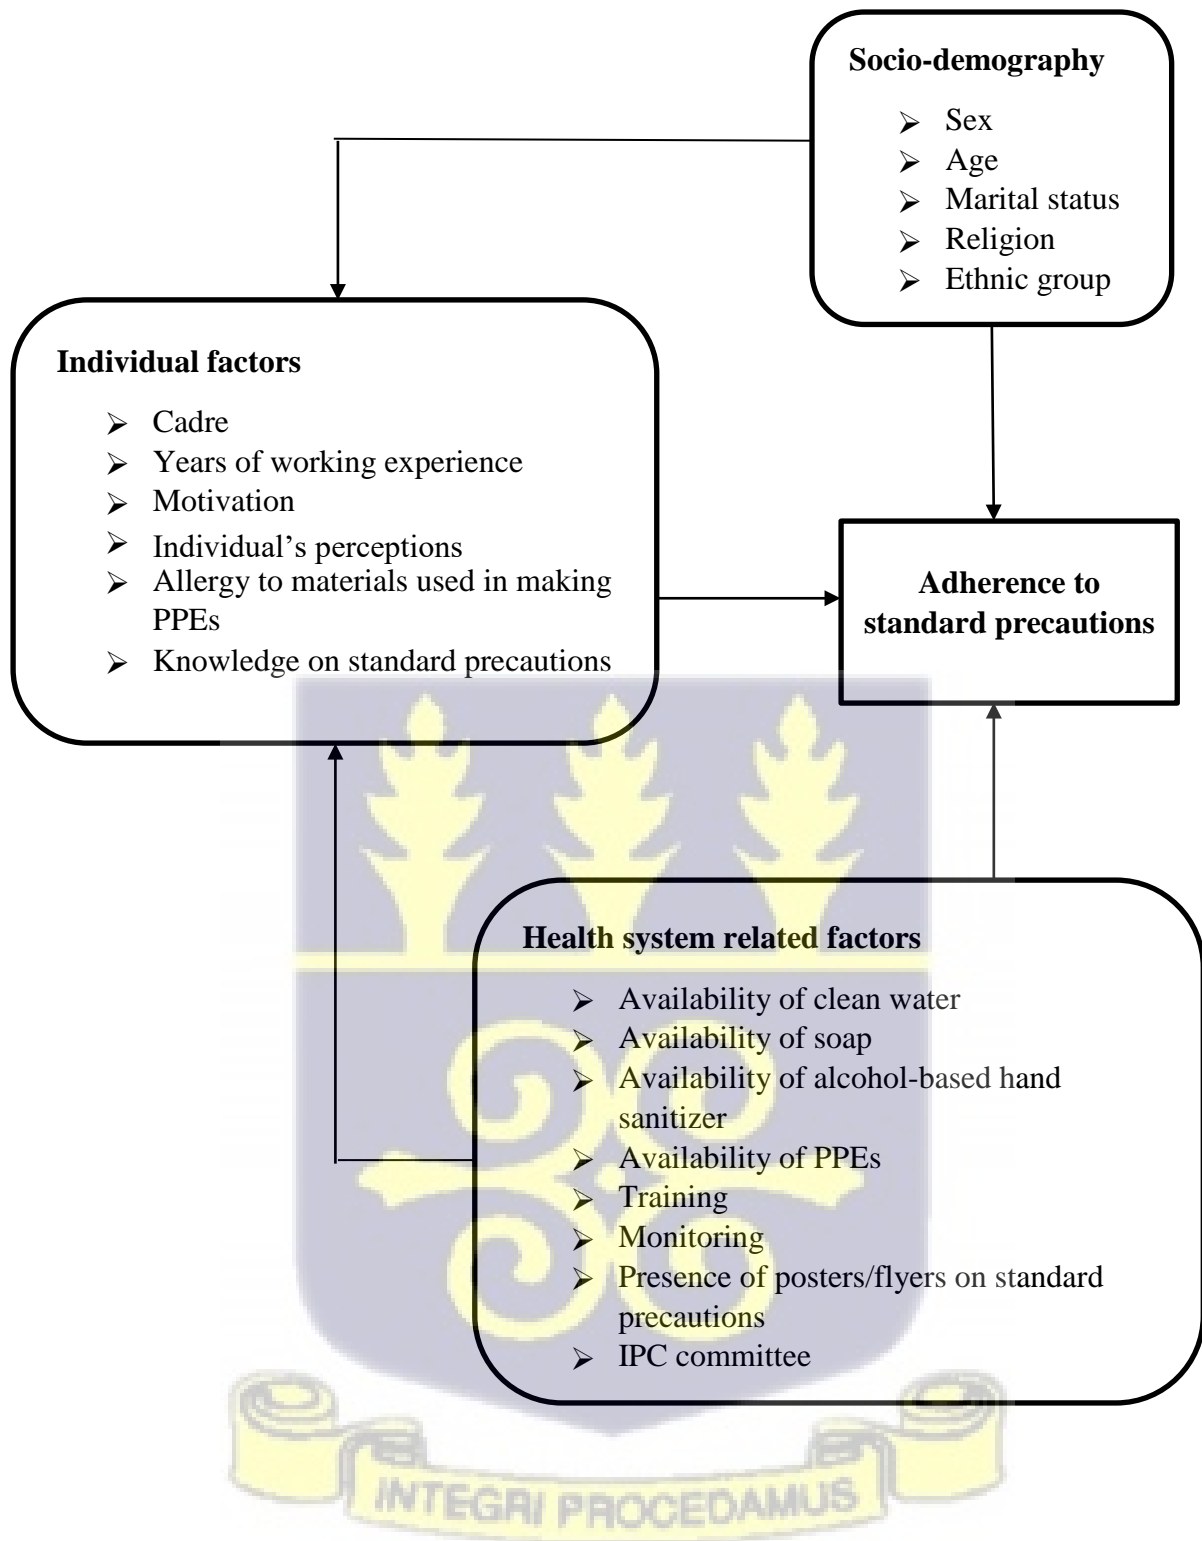 Socio-demography
➢ Sex
➢ Age
➢ Marital status
➢ Religion
➢ Ethnic group
Individual factors
➢ Cadre
➢ Years of working experience
➢ Motivation
➢ Individual’s perceptions
➢ Allergy to materials used in making
PPEs
➢ Knowledge on standard precautions
Adherence to
standard precautions
Health system related factors
➢ Availability of clean water
➢ Availability of soap
➢ Availability of alcohol-based hand
sanitizer
➢ Availability of PPEs
➢ Training
➢ Monitoring
➢ Presence of posters/flyers on standard
precautions
➢ IPC committee
INTEGRI PROCEDAMUS